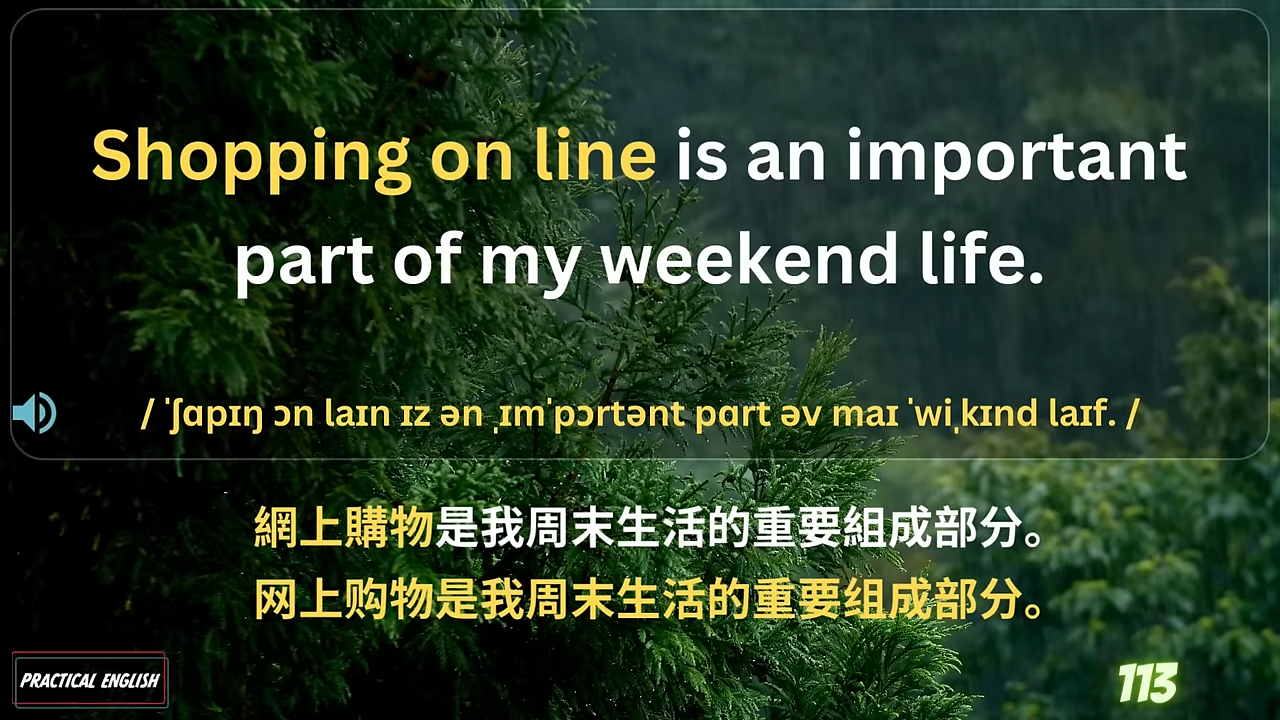 Shopping on line is an important
part of my weekend life.
/ ˈʃɑpɪŋ ɔn laɪn ɪz ən ˌɪmˈpɔrtənt pɑrt əv maɪ ˈwiˌkɪnd laɪf. /
網上購物是我周末生活的重要組成部分。
网上购物是我周末生活的重要组成部分。
PRACTICAL ENGLISH
113